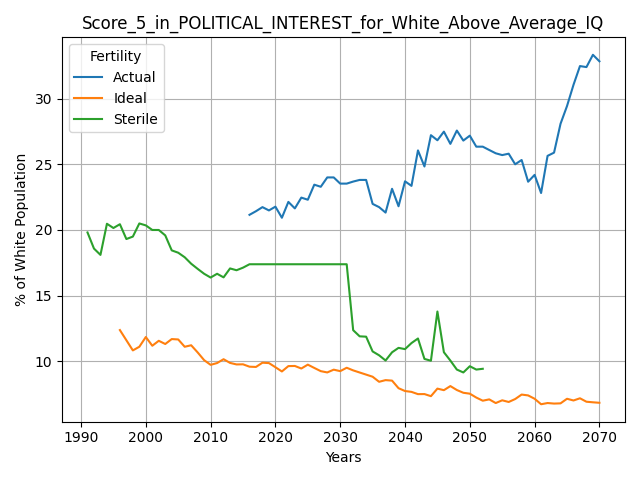 Score_5_in_POLITICAL_INTEREST_for_White_Above_Average_IQ
Fertility
Actual
Ideal
Sterile
% of White Population
30
25
20
15
10
1990 2000 2010 2020 2030 2040 2050 2060 2070
Years